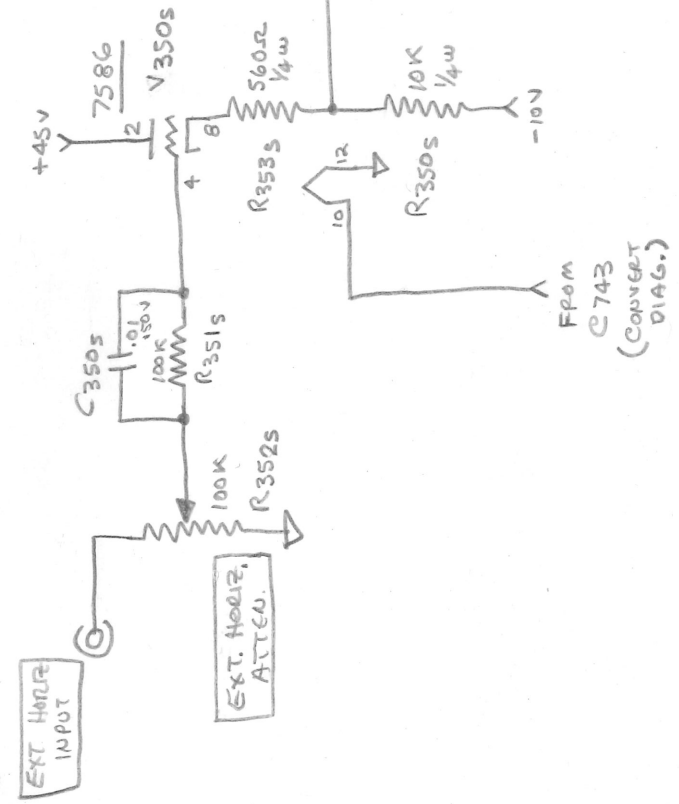 EXT HORIZ
INPUT
EXT. HORIZ.
ATTEN.
100K
R352S
C350S
.01
150V
100K
R351S
+45V
7586
V350S
2
4
8
560Ω
1/4W
R353S
10K
1/4W
R350S
-10V
12
10
FROM
C743
(CONVERT
DIAG.)